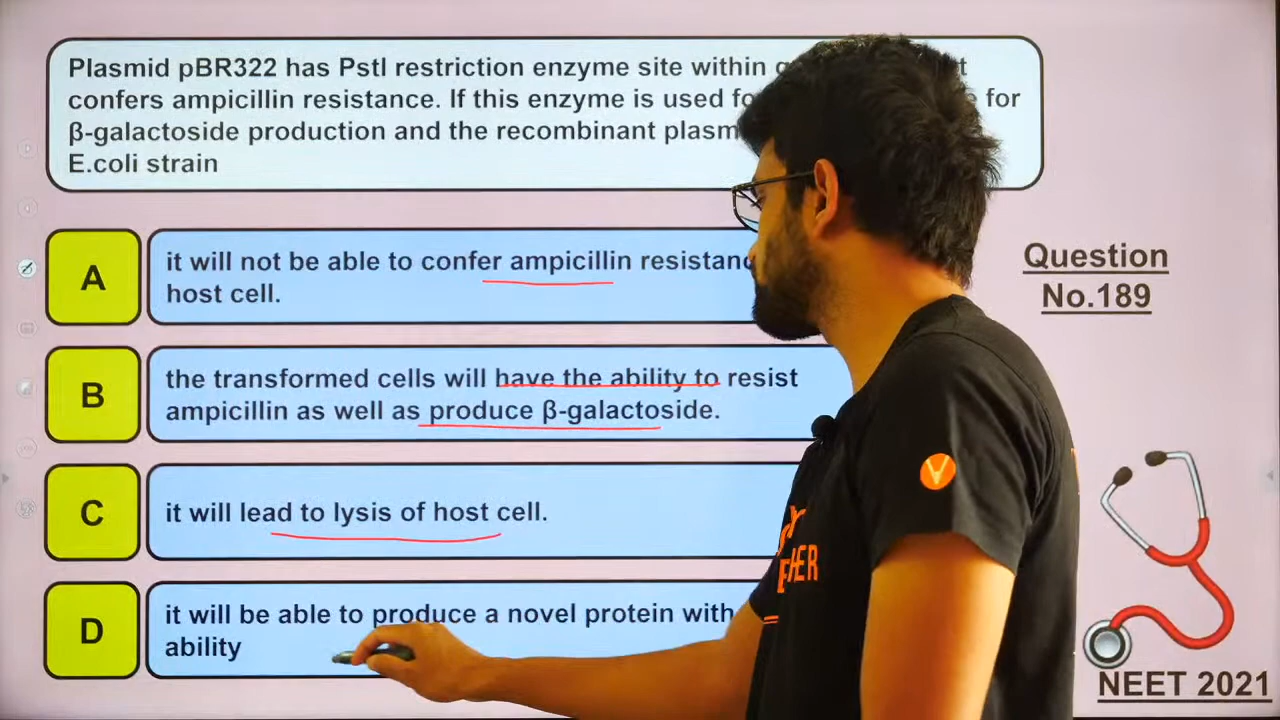 Plasmid pBR322 has PstI restriction enzyme site within
confers ampicillin resistance. If this enzyme is used for
β-galactoside production and the recombinant
E.coli strain
A
it will not be able to confer ampicillin
host cell.
B
the transformed cells will have the ability to resist
ampicillin as well as produce β-galactoside.
C
it will lead to lysis of host cell.
D
it will be able to produce a novel protein with
ability
Question
No.189
NEET 2021